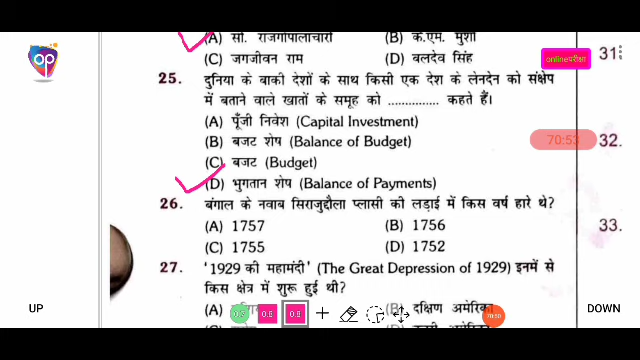 (A) सी. राजगोपालाचारी (B) के.एम. मुंशी
(C) जगजीवन राम (D) बलदेव सिंह
31.
onlineपरीक्षा
op
25. दुनिया के बाकी देशों के साथ किसी एक देश के लेनदेन को संक्षेप
में बताने वाले खातों के समूह को ............... कहते हैं।
(A) पूँजी निवेश (Capital Investment)
(B) बजट शेष (Balance of Budget)
70:53
32.
(C) बजट (Budget)
(D) भुगतान शेष (Balance of Payments)
26. बंगाल के नवाब सिराजुद्दौला प्लासी की लड़ाई में किस वर्ष हारे थे?
(A) 1757 (B) 1756
33.
(C) 1755 (D) 1752
27. '1929 की महामंदी' (The Great Depression of 1929) इनमें से
किस क्षेत्र में शुरू हुई थी?
UP
(A) (B) दक्षिण अमेरिका
DOWN